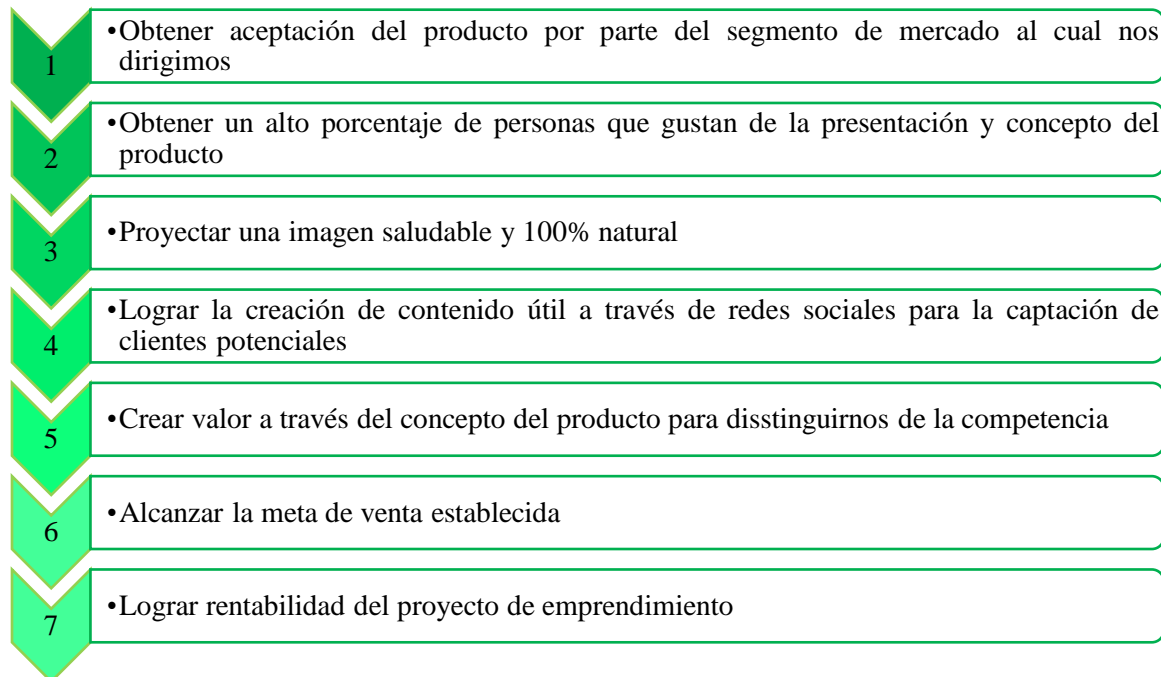 1
•Obtener aceptación del producto por parte del segmento de mercado al cual nos
dirigimos
2
•Obtener un alto porcentaje de personas que gustan de la presentación y concepto del
producto
3
•Proyectar una imagen saludable y 100% natural
4
•Lograr la creación de contenido útil a través de redes sociales para la captación de
clientes potenciales
5
•Crear valor a través del concepto del producto para disstinguirnos de la competencia
6
•Alcanzar la meta de venta establecida
7
•Lograr rentabilidad del proyecto de emprendimiento